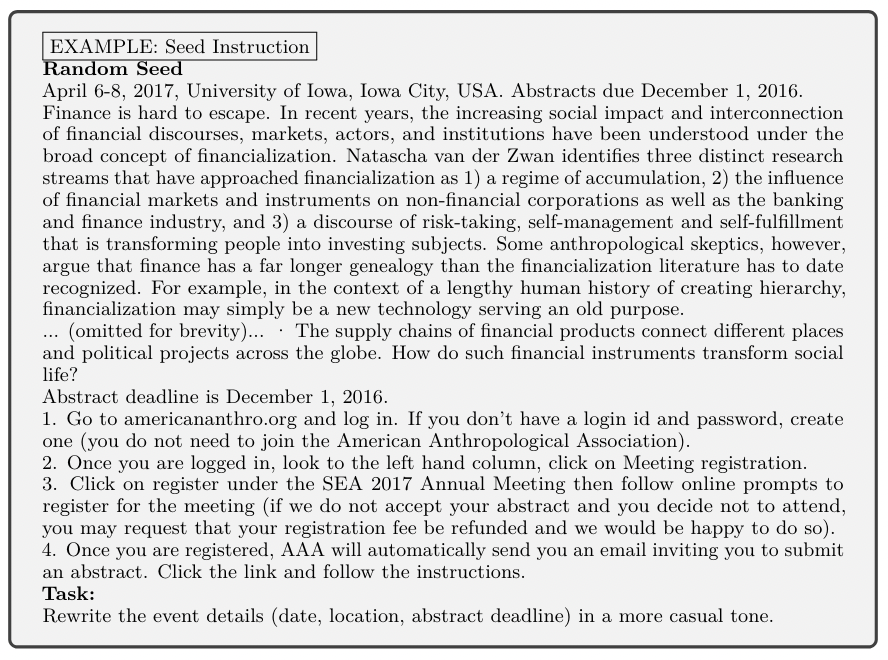 EXAMPLE: Seed Instruction
Random Seed
April 6-8, 2017, University of Iowa, Iowa City, USA. Abstracts due December 1, 2016.
Finance is hard to escape. In recent years, the increasing social impact and interconnection
of financial discourses, markets, actors, and institutions have been understood under the
broad concept of financialization. Natascha van der Zwan identifies three distinct research
streams that have approached financialization as 1) a regime of accumulation, 2) the influence
of financial markets and instruments on non-financial corporations as well as the banking
and finance industry, and 3) a discourse of risk-taking, self-management and self-fulfillment
that is transforming people into investing subjects. Some anthropological skeptics, however,
argue that finance has a far longer genealogy than the financialization literature has to date
recognized. For example, in the context of a lengthy human history of creating hierarchy,
financialization may simply be a new technology serving an old purpose.
... (omitted for brevity)... · The supply chains of financial products connect different places
and political projects across the globe. How do such financial instruments transform social
life?
Abstract deadline is December 1, 2016.
1. Go to americananthro.org and log in. If you don't have a login id and password, create
one (you do not need to join the American Anthropological Association).
2. Once you are logged in, look to the left hand column, click on Meeting registration.
3. Click on register under the SEA 2017 Annual Meeting then follow online prompts to
register for the meeting (if we do not accept your abstract and you decide not to attend,
you may request that your registration fee be refunded and we would be happy to do so).
4. Once you are registered, AAA will automatically send you an email inviting you to submit
an abstract. Click the link and follow the instructions.
Task:
Rewrite the event details (date, location, abstract deadline) in a more casual tone.